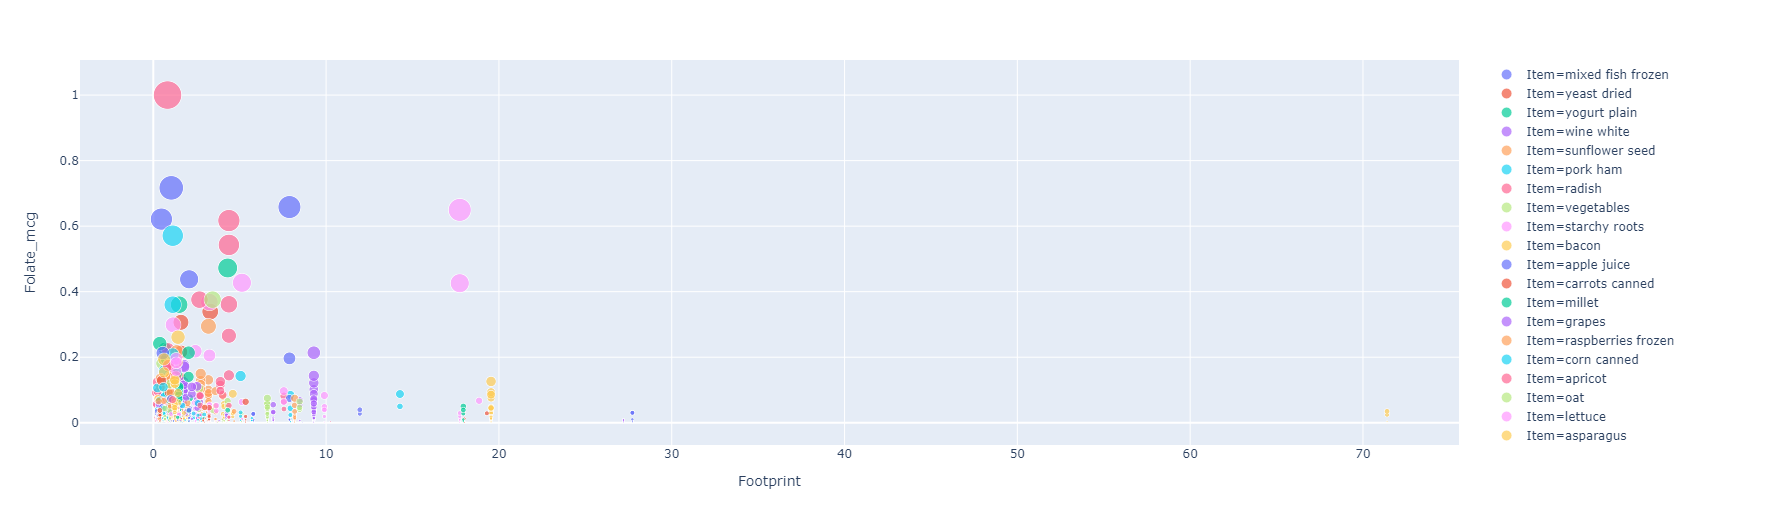 1
0.8
0.6
0.4
0.2
0
Folate_mcg
0 10 20 30 40 50 60 70
Footprint
Item=mixed fish frozen
Item=yeast dried
Item=yogurt plain
Item=wine white
Item=sunflower seed
Item=pork ham
Item=radish
Item=vegetables
Item=starchy roots
Item=bacon
Item=apple juice
Item=carrots canned
Item=millet
Item=grapes
Item=raspberries frozen
Item=corn canned
Item=apricot
Item=oat
Item=lettuce
Item=asparagus